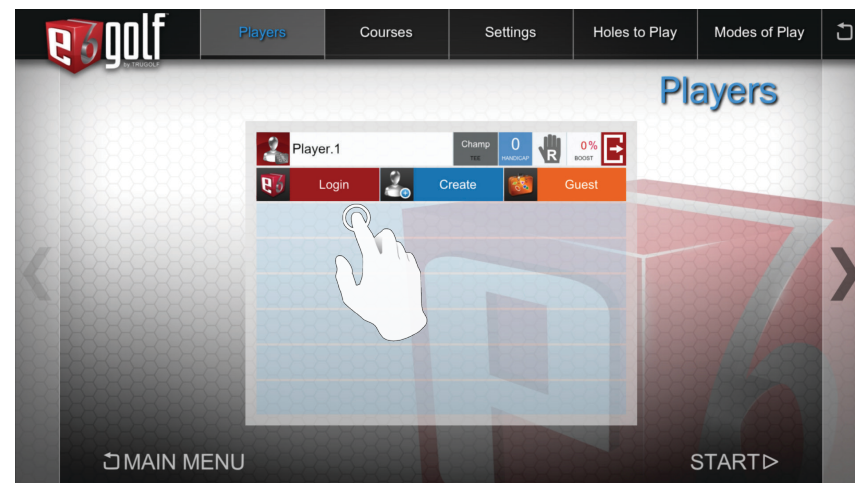 e6golf
by TRUGOLF
Players
Courses
Settings
Holes to Play
Modes of Play
Players
Player.1
Champ
TEE
0
HANDICAP
R
0%
BOOST
Login
Create
Guest
MAIN MENU
START